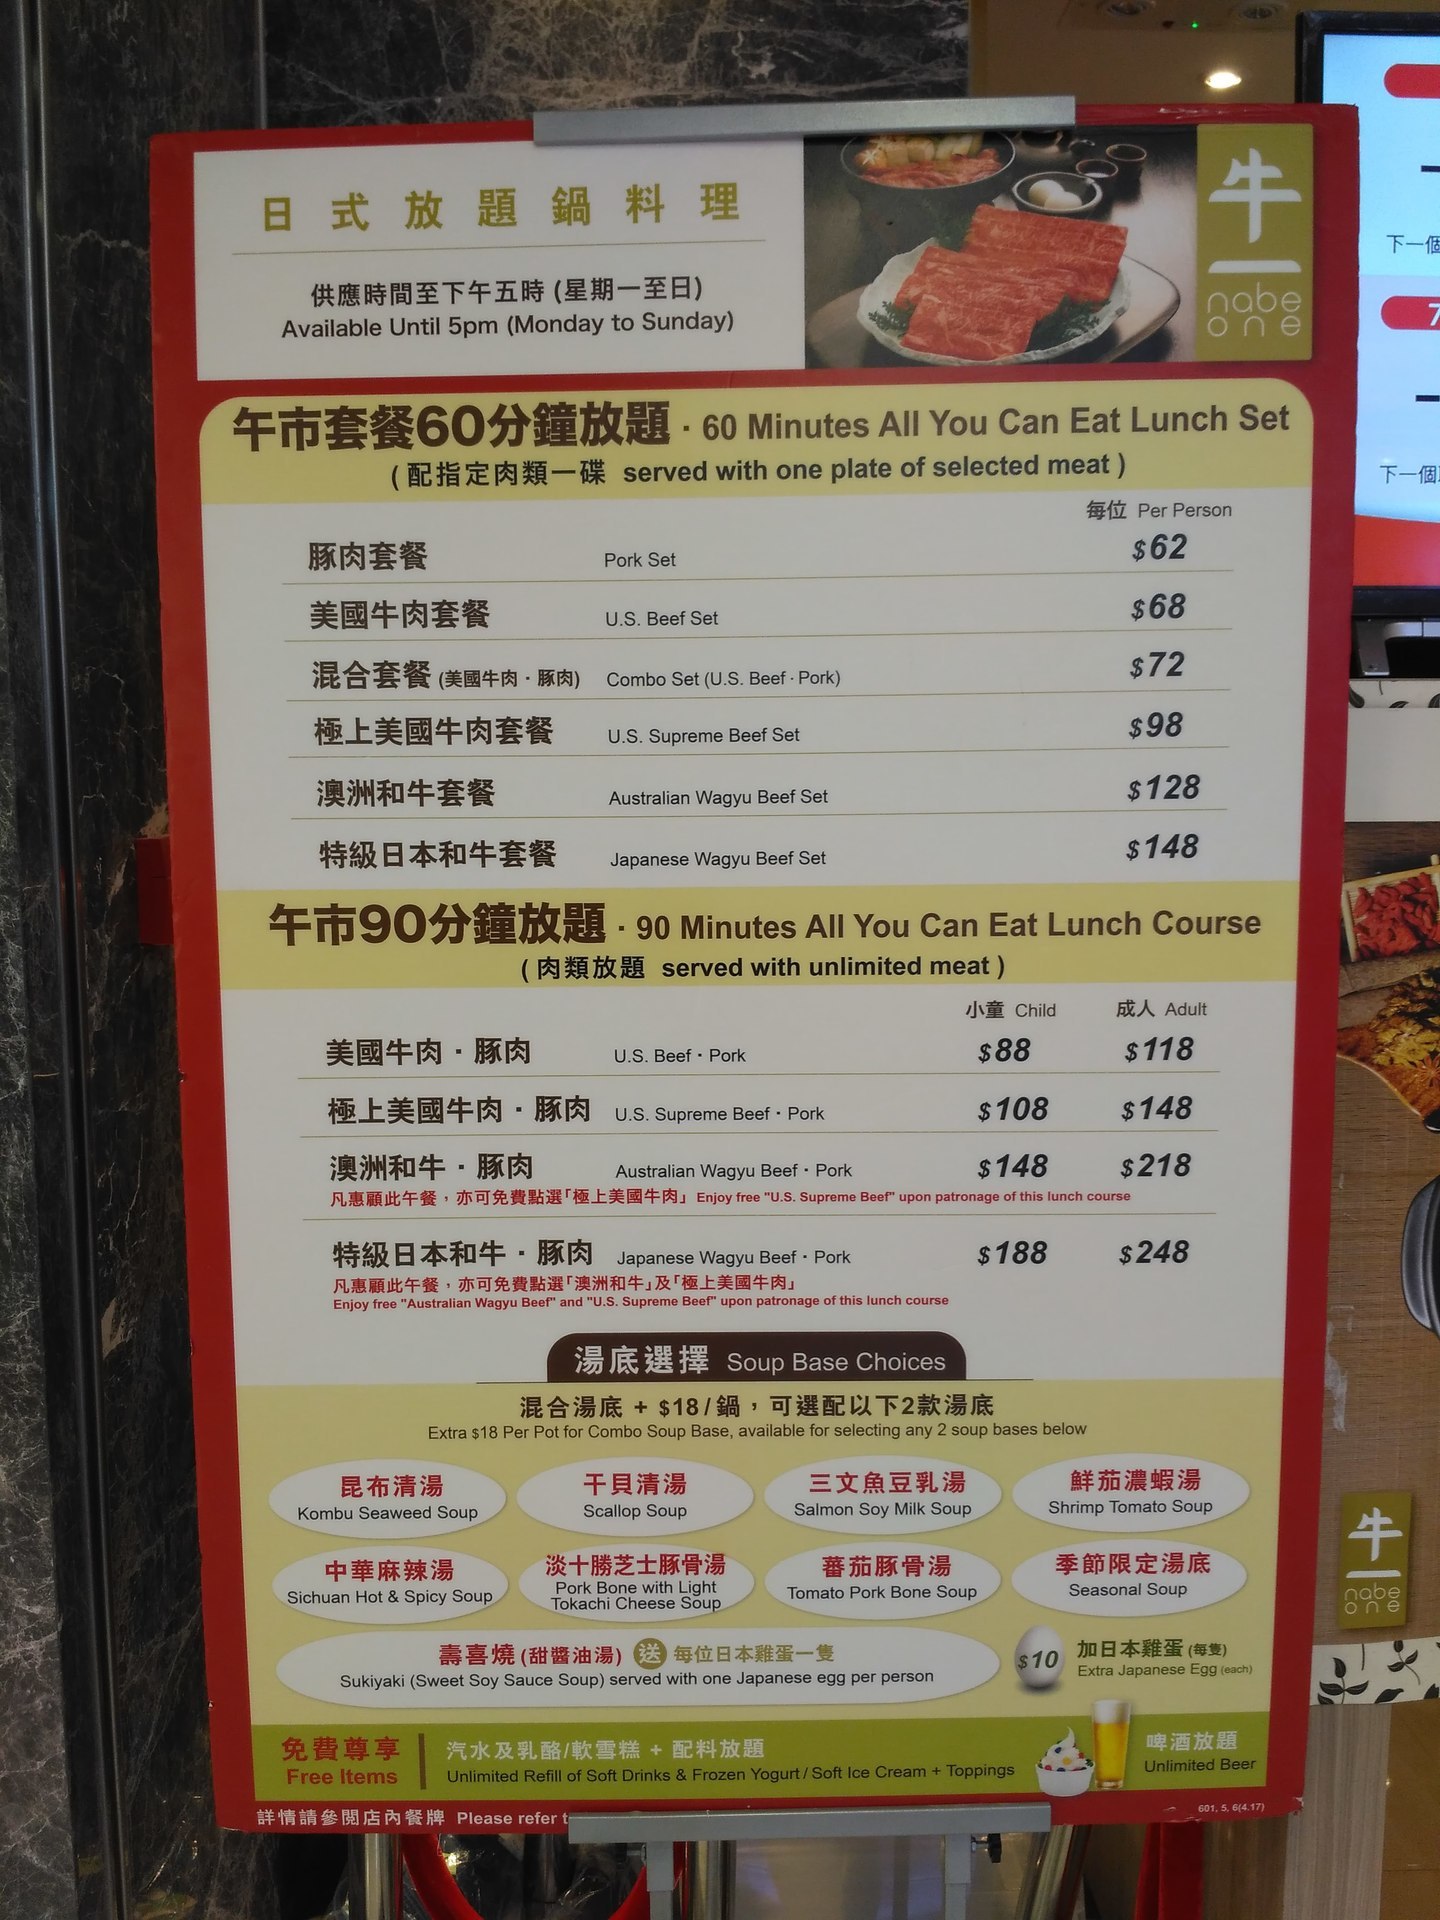 日式放題鍋料理
供應時間至下午五時 (星期一至日)
Available Until 5pm (Monday to Sunday)
牛一
nabe
one
午市套餐60分鐘放題 · 60 Minutes All You Can Eat Lunch Set
(配指定肉類一碟 served with one plate of selected meat)
每位 Per Person
豚肉套餐 Pork Set $62
美國牛肉套餐 U.S. Beef Set $68
混合套餐 (美國牛肉·豚肉) Combo Set (U.S. Beef · Pork) $72
極上美國牛肉套餐 U.S. Supreme Beef Set $98
澳洲和牛套餐 Australian Wagyu Beef Set $128
特級日本和牛套餐 Japanese Wagyu Beef Set $148
午市90分鐘放題 · 90 Minutes All You Can Eat Lunch Course
(肉類放題 served with unlimited meat)
小童 Child 成人 Adult
美國牛肉·豚肉 U.S. Beef · Pork $88 $118
極上美國牛肉·豚肉 U.S. Supreme Beef · Pork $108 $148
澳洲和牛·豚肉 Australian Wagyu Beef · Pork $148 $218
凡惠顧此午餐，亦可免費點選「極上美國牛肉」 Enjoy free "U.S. Supreme Beef" upon patronage of this lunch course
特級日本和牛·豚肉 Japanese Wagyu Beef · Pork $188 $248
凡惠顧此午餐，亦可免費點選「澳洲和牛」及「極上美國牛肉」
Enjoy free "Australian Wagyu Beef" and "U.S. Supreme Beef" upon patronage of this lunch course
湯底選擇 Soup Base Choices
混合湯底 + $18/鍋，可選配以下2款湯底
Extra $18 Per Pot for Combo Soup Base, available for selecting any 2 soup bases below
昆布清湯 干貝清湯 三文魚豆乳湯 鮮茄濃蝦湯
Kombu Seaweed Soup Scallop Soup Salmon Soy Milk Soup Shrimp Tomato Soup
中華麻辣湯 淡十勝芝士豚骨湯 蕃茄豚骨湯 季節限定湯底
Sichuan Hot & Spicy Soup Pork Bone with Light Tokachi Cheese Soup Tomato Pork Bone Soup Seasonal Soup
壽喜燒 (甜醬油湯) 送 每位日本雞蛋一隻
Sukiyaki (Sweet Soy Sauce Soup) served with one Japanese egg per person
$10 加日本雞蛋 (每隻)
Extra Japanese Egg (each)
免費尊享 汽水及乳酪/軟雪糕 + 配料放題 啤酒放題
Free Items Unlimited Refill of Soft Drinks & Frozen Yogurt / Soft Ice Cream + Toppings Unlimited Beer
詳情請參閱店內餐牌 Please refer
601, 5, 6(4.17)
下一個
7
下一個
牛一
nabe
one